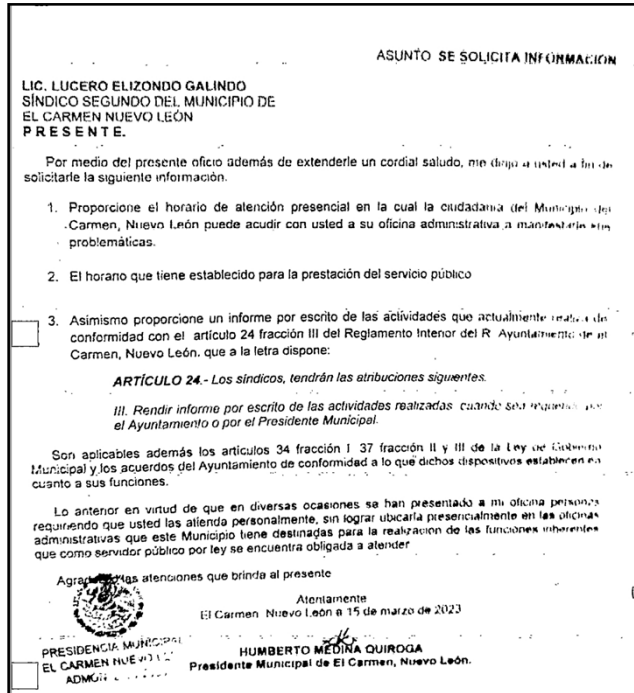 ASUNTO SE SOLICITA INFORMACIÓN
LIC. LUCERO ELIZONDO GALINDO
SÍNDICO SEGUNDO DEL MUNICIPIO DE
EL CARMEN NUEVO LEÓN
P R E S E N T E.
Por medio del presente oficio además de extenderle un cordial saludo, me dirijo a usted a fin de
solicitarle la siguiente información.
1. Proporcione el horario de atención presencial en la cual la ciudadania del Municipio del
Carmen, Nuevo León puede acudir con usted a su oficina administrativa a manifestarle sus
problemáticas.
2. El horario que tiene establecido para la prestación del servicio público
3. Asimismo proporcione un informe por escrito de las actividades que actualmente realiza de
conformidad con el artículo 24 fracción III del Reglamento Interior del R Ayuntamiento de el
Carmen, Nuevo León. que a la letra dispone:
ARTÍCULO 24.- Los síndicos, tendrán las atribuciones siguientes.
III. Rendir informe por escrito de las actividades realizadas cuando sea requerido por
el Ayuntamiento o por el Presidente Municipal.
Son aplicables además los articulos 34 fracción I 37 fracción II y III de la Ley de Gobierno
Municipal y los acuerdos del Ayuntamiento de conformidad a lo que dichos dispositivos establecen en
cuanto a sus funciones.
Lo anterior en virtud de que en diversas ocasiones se han presentado a mi oficina personas
requiriendo que usted las atienda personalmente, sin lograr ubicarla presencialmente en las oficinas
administrativas que este Municipio tiene destinadas para la realizacion de las funciones inherentes
que como servidor público por ley se encuentra obligada a atender
las atenciones que brinda al presente
Atentamente
El Carmen Nuevo León a 15 de marzo de 2023
PRESIDENCIA MUNICIPAL
EL CARMEN NUEVO
HUMBERTO MEDINA QUIROGA
Presidente Municipal de El Carmen, Nuevo León.